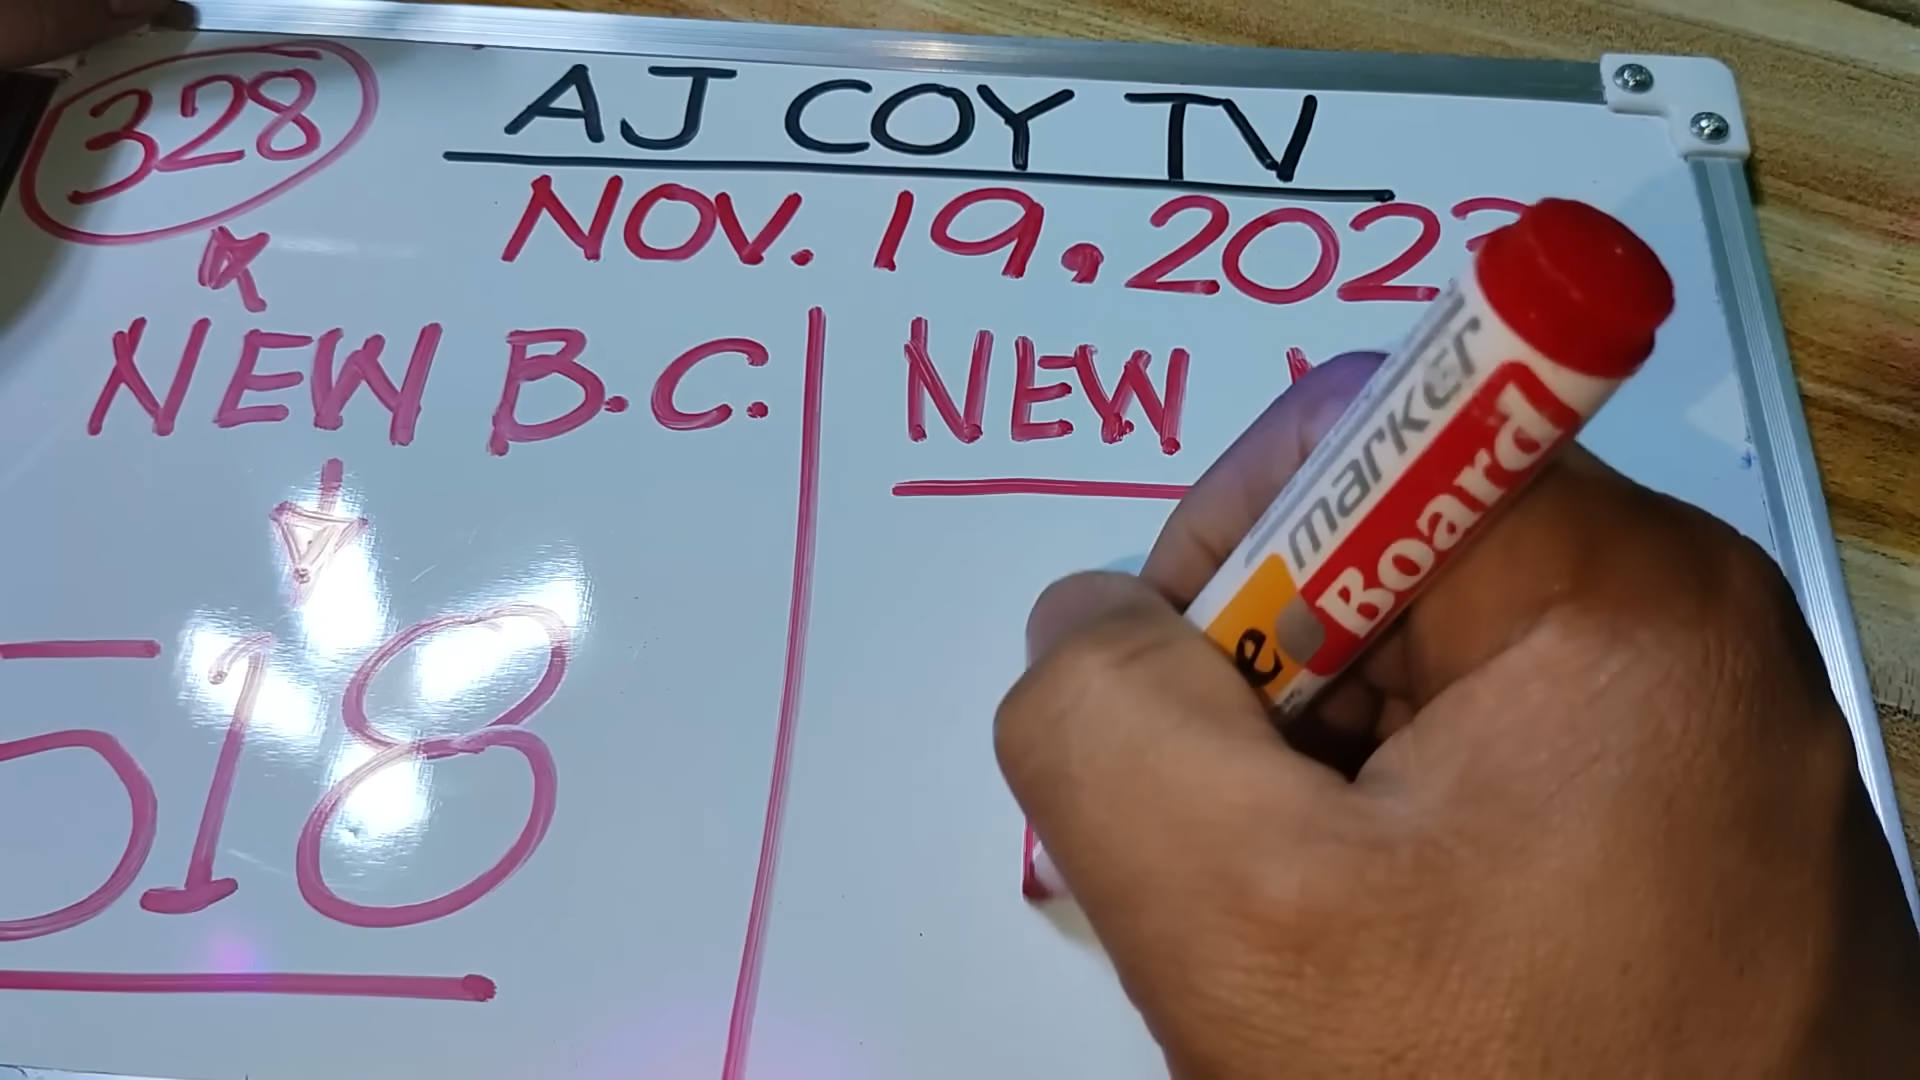 328
AJ COY TV
NOV. 19, 202
NEW B.C.
NEW
518
marker
Board
e